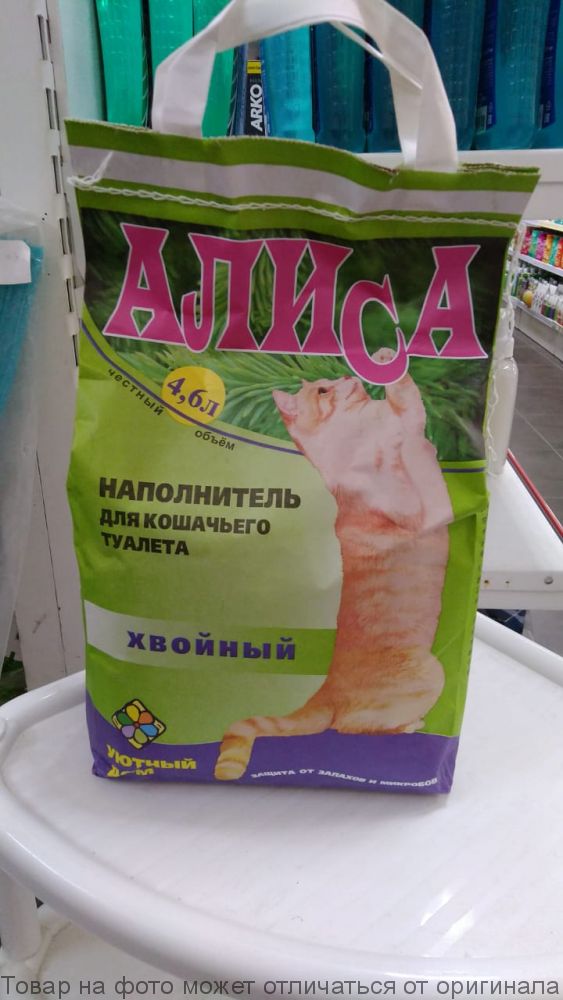 ARKO
АЛИСА
4,6л
честный
объём
НАПОЛНИТЕЛЬ
ДЛЯ КОШАЧЬЕГО
ТУАЛЕТА
ХВОЙНЫЙ
УЮТНЫЙ
ДОМ
ЗАЩИТА ОТ ЗАПАХОВ И МИКРОБОВ
Товар на фото может отличаться от оригинала